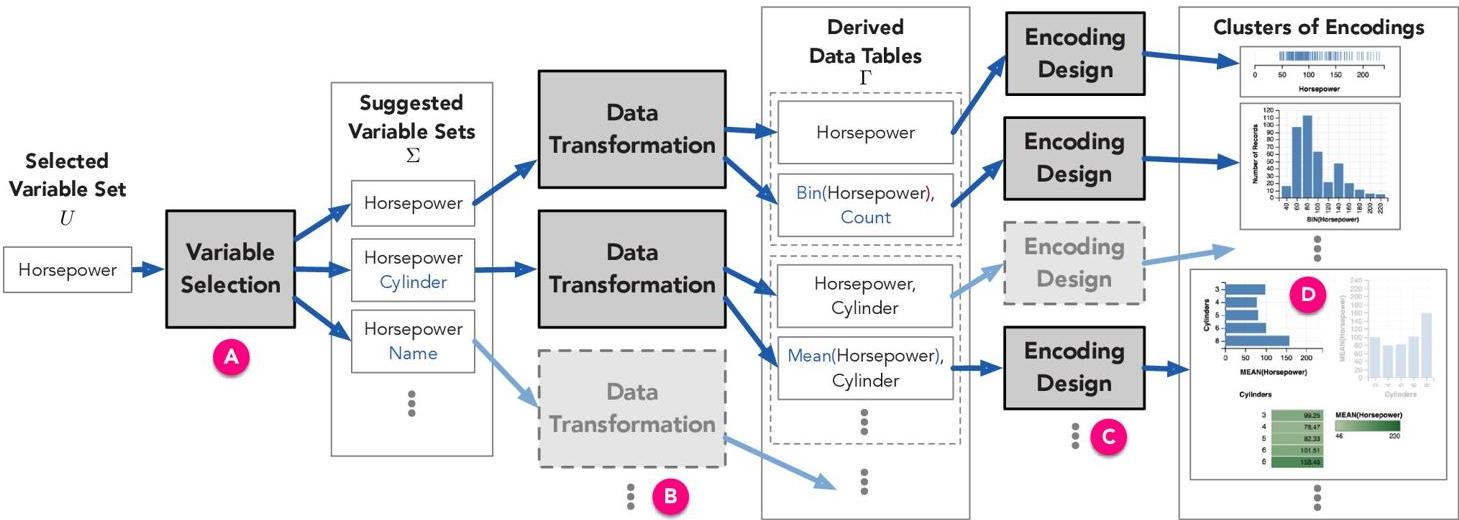 Selected
Variable Set
U
Horsepower
Variable
Selection
A
Suggested
Variable Sets
Σ
Horsepower
Horsepower
Cylinder
Horsepower
Name
Data
Transformation
Data
Transformation
Data
Transformation
B
Derived
Data Tables
Γ
Horsepower
Bin(Horsepower),
Count
Horsepower,
Cylinder
Mean(Horsepower),
Cylinder
Encoding
Design
Encoding
Design
Encoding
Design
Encoding
Design
C
Clusters of Encodings
0 50 100 150 200
Horsepower
Number of Records
120
110
100
90
80
70
60
50
40
30
20
10
0
40 60 80 100 120 140 160 180 200 220
BIN(Horsepower)
D
Cylinders
3
4
5
6
8
0 50 100 150 200
MEAN(Horsepower)
MEAN(Horsepower)
240
220
200
180
160
140
120
100
80
60
40
20
0
Cylinders
Cylinders
3 99.25
4 78.47
5 82.33
6 101.51
8 158.45
MEAN(Horsepower)
46 230